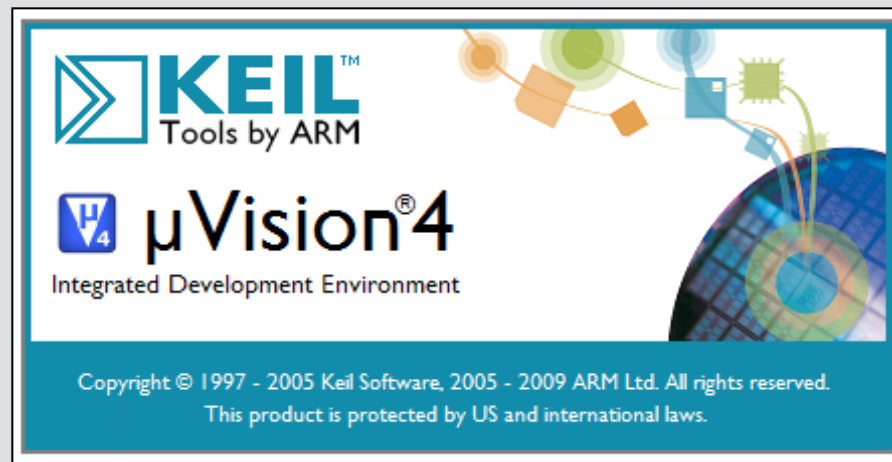 KEIL™
Tools by ARM
µ
V
4
µVision®4
Integrated Development Environment
Copyright © 1997 - 2005 Keil Software, 2005 - 2009 ARM Ltd. All rights reserved.
This product is protected by US and international laws.